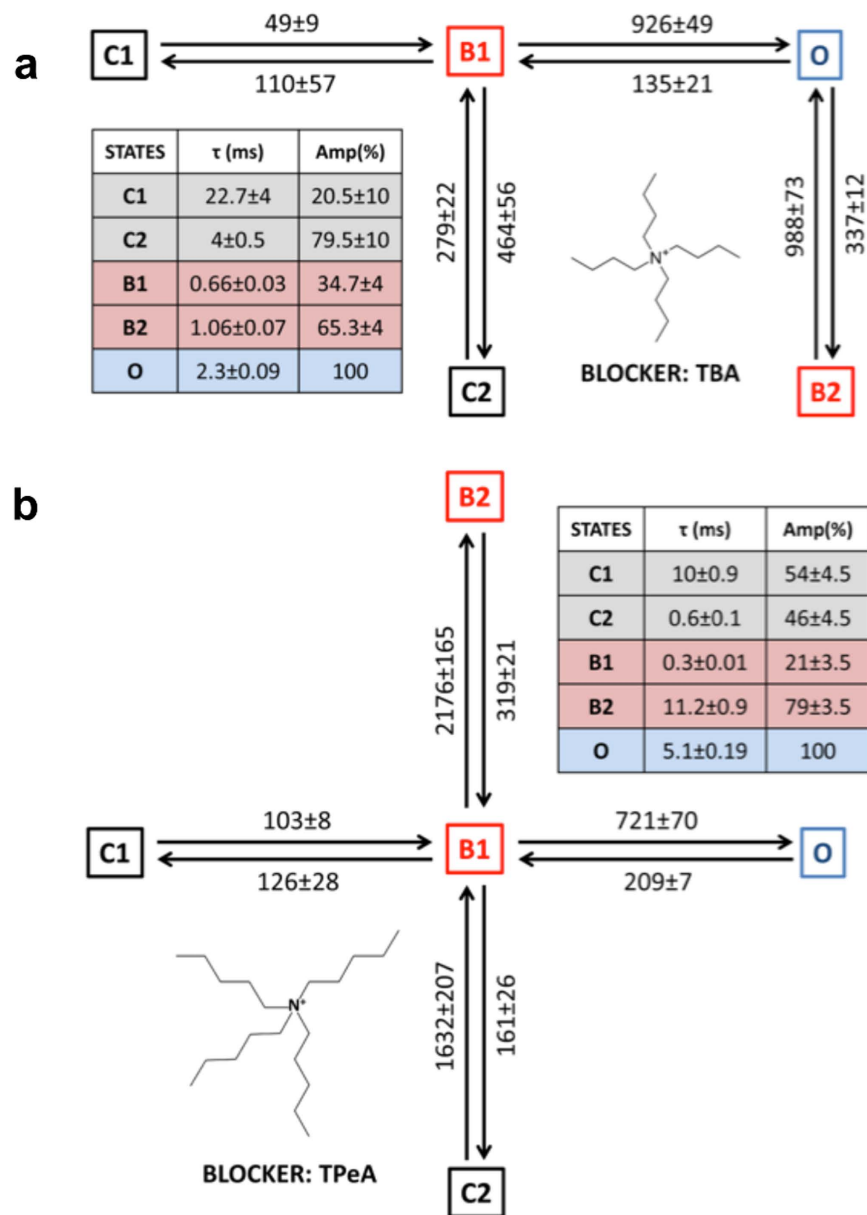 a
49±9
926±49
C1
B1
O
110±57
135±21
STATES τ (ms) Amp(%)
C1 22.7±4 20.5±10
C2 4±0.5 79.5±10
B1 0.66±0.03 34.7±4
B2 1.06±0.07 65.3±4
O 2.3±0.09 100
279±22
464±56
N+
988±73
337±12
BLOCKER: TBA
C2
B2
b
B2
STATES τ (ms) Amp(%)
C1 10±0.9 54±4.5
C2 0.6±0.1 46±4.5
B1 0.3±0.01 21±3.5
B2 11.2±0.9 79±3.5
O 5.1±0.19 100
2176±165
319±21
103±8
721±70
C1
B1
O
126±28
209±7
N+
1632±207
161±26
BLOCKER: TPeA
C2